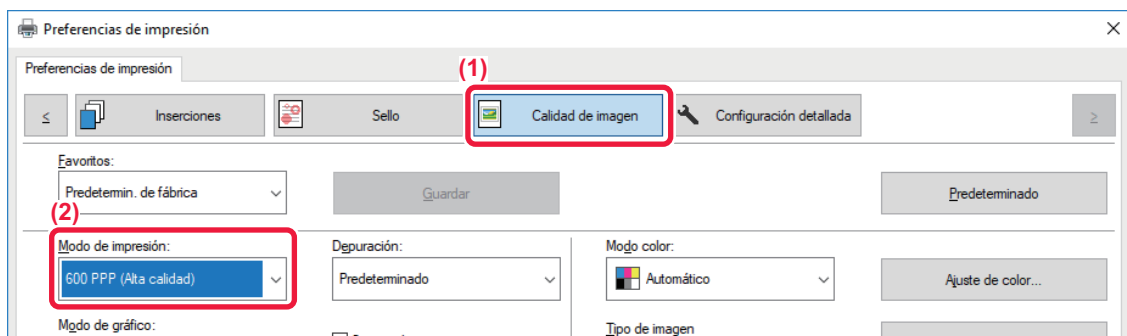 Preferencias de impresión
Preferencias de impresión
(1)
< Inserciones Sello Calidad de imagen Configuración detallada >
Favoritos:
Predetermin. de fábrica Guardar Predeterminado
(2)
Modo de impresión: Depuración: Modo color:
600 PPP (Alta calidad) Predeterminado Automático Ajuste de color...
Modo de gráfico: Tipo de imagen